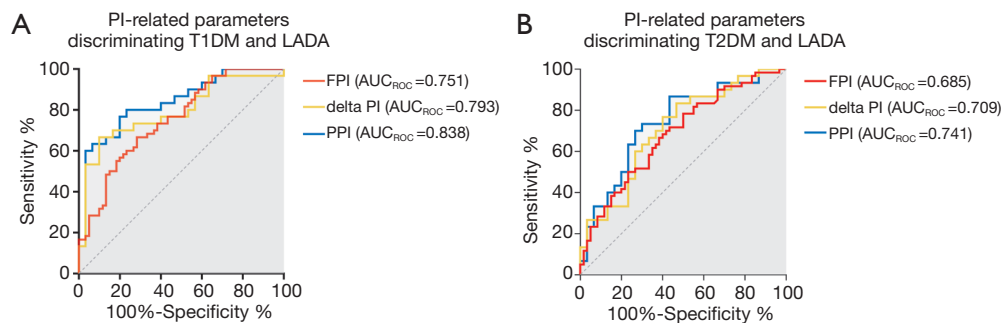 A
PI-related parameters
discriminating T1DM and LADA
100
80
60
40
20
0
Sensitivity %
0 20 40 60 80 100
100%-Specificity %
FPI (AUCROC=0.751)
delta PI (AUCROC=0.793)
PPI (AUCROC=0.838)
B
PI-related parameters
discriminating T2DM and LADA
100
80
60
40
20
0
Sensitivity %
0 20 40 60 80 100
100%-Specificity %
FPI (AUCROC=0.685)
delta PI (AUCROC=0.709)
PPI (AUCROC=0.741)